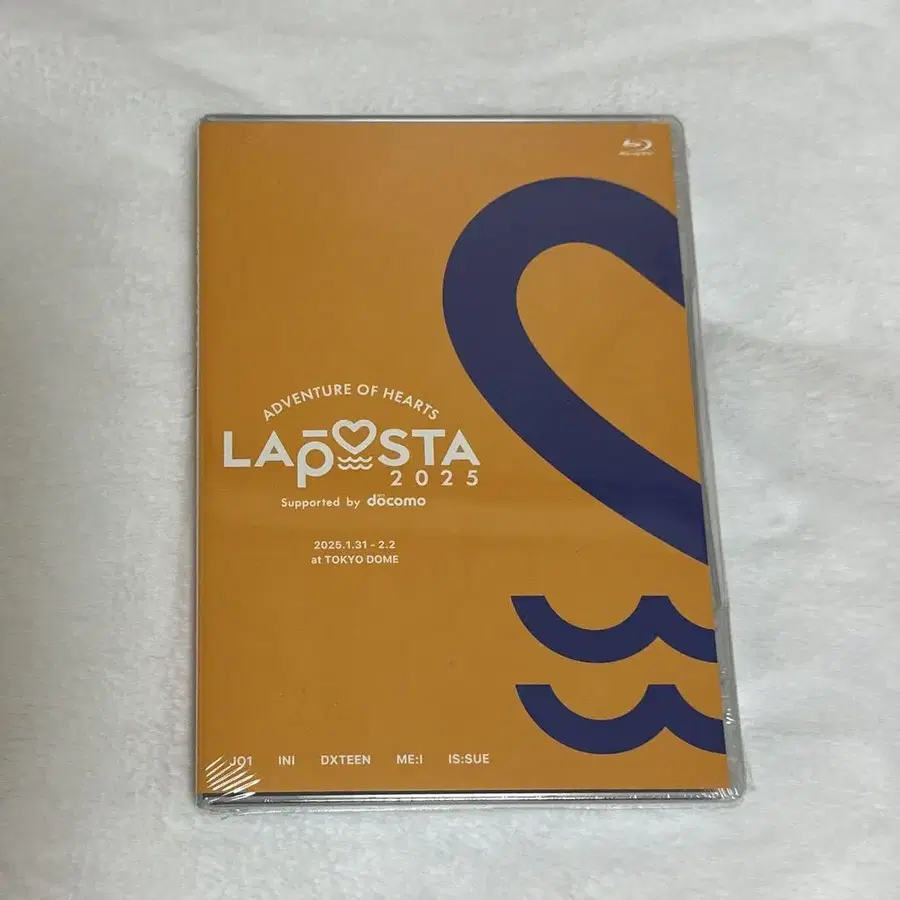 Blu-ray
ADVENTURE OF HEARTS
LAPOSTA
2025
Supported by döcomo
2025.1.31 - 2.2
at TOKYO DOME
JO1 INI DXTEEN ME:I IS:SUE